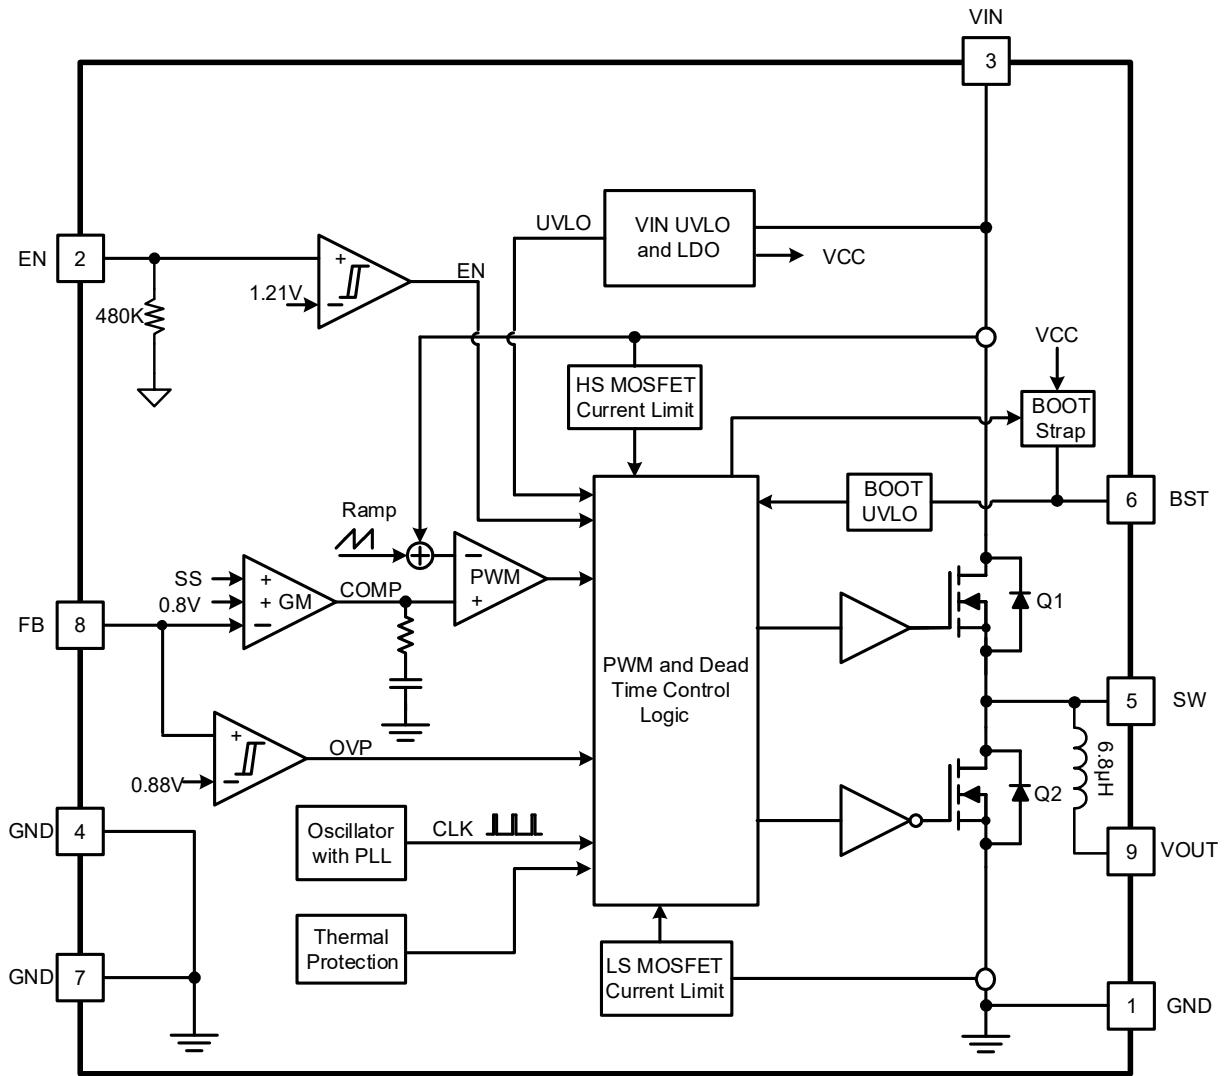 VIN
3
UVLO
VIN UVLO
and LDO
VCC
EN
2
+
1.21V
−
EN
480K
HS MOSFET
Current Limit
VCC
BOOT
Strap
BOOT
UVLO
6
BST
Ramp
+
−
PWM
+
SS
+
0.8V
+
GM
−
COMP
FB
8
Q1
PWM and Dead
Time Control
Logic
5
SW
+
0.88V
−
OVP
6.8µH
Q2
GND
4
Oscillator
with PLL
CLK
9
VOUT
Thermal
Protection
GND
7
LS MOSFET
Current Limit
1
GND